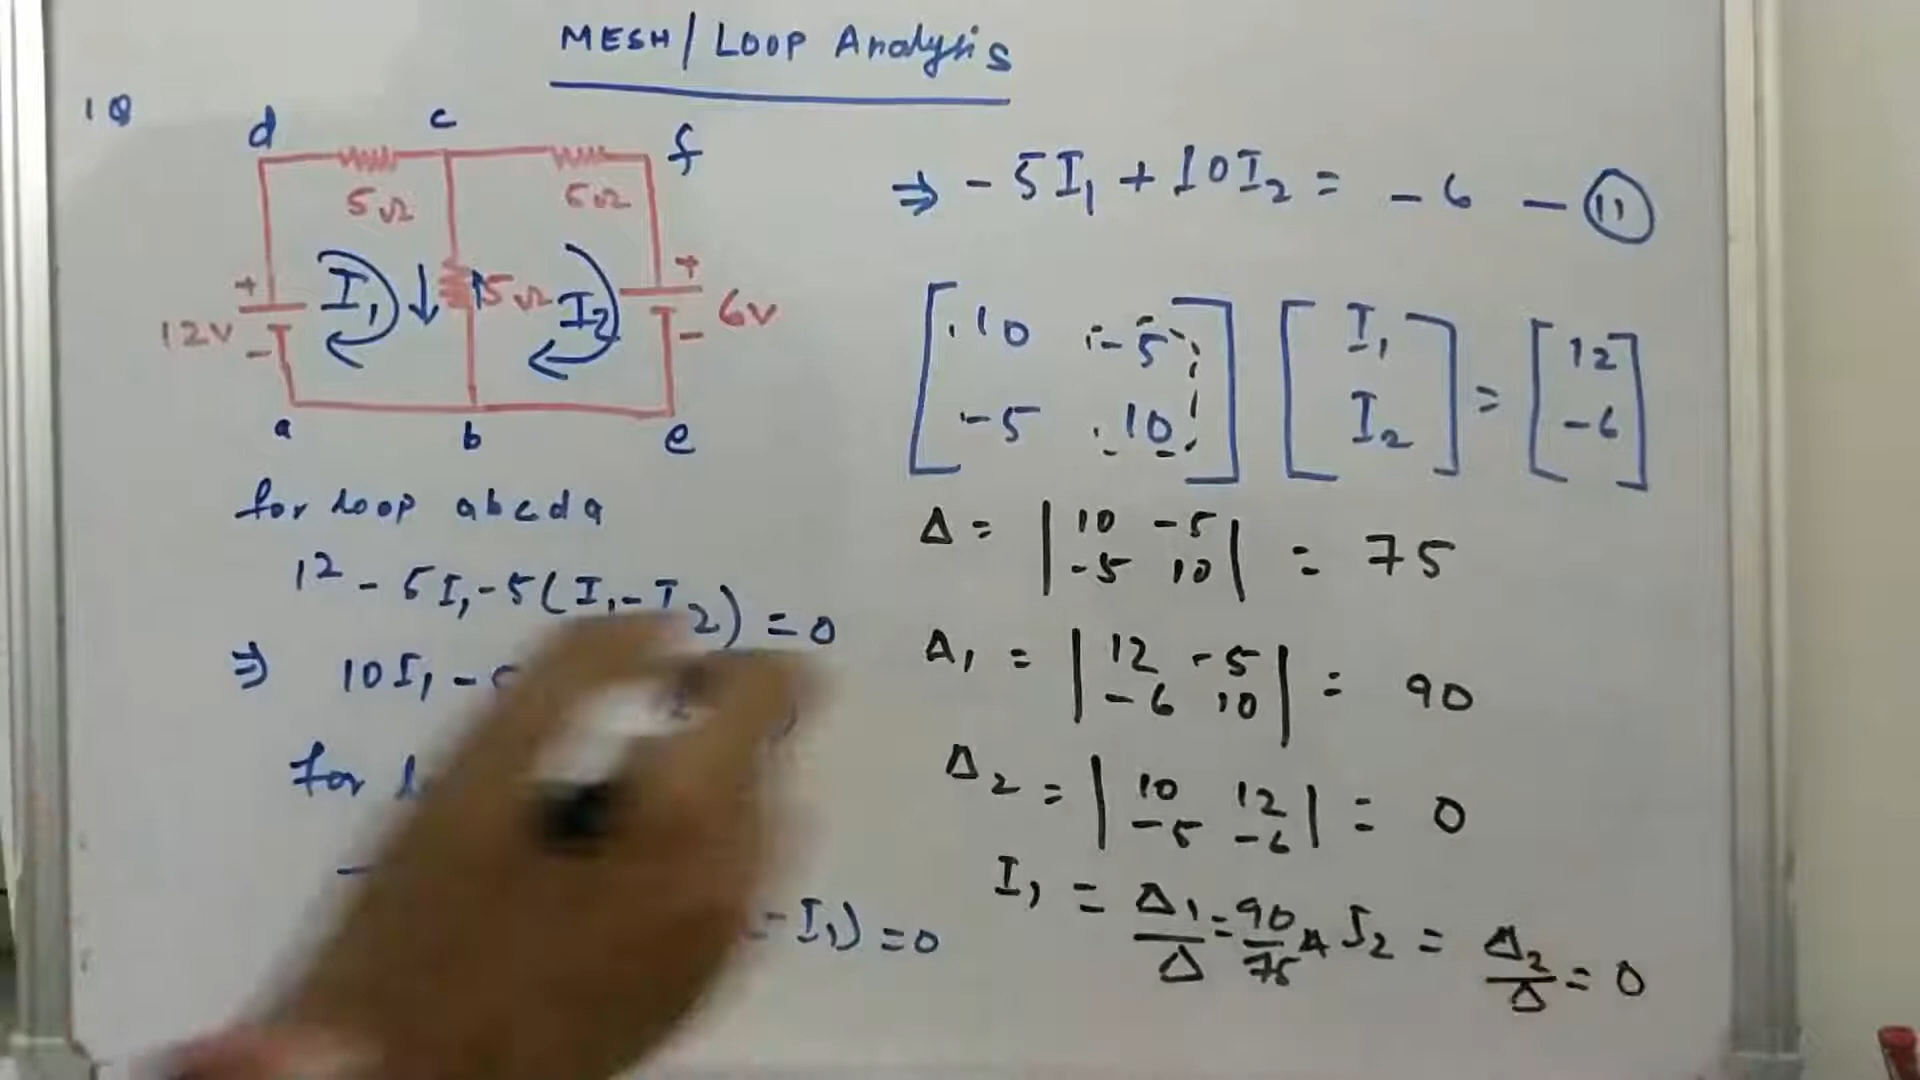 MESH/LOOP Analysis
1Q
d c f
5Ω 5Ω
I₁ ↓ 5Ω I₂
+ +
12V 6V
- -
a b e
for loop abcda
12 - 5I₁ - 5(I₁ - I₂) = 0
⇒ 10I₁ -
for
- I₁) = 0
⇒ - 5I₁ + 10I₂ = - 6 - (11)
[10 -5] [I₁] = [12]
[-5 10] [I₂] [-6]
Δ = |10 -5| = 75
|-5 10|
Δ₁ = |12 -5| = 90
|-6 10|
Δ₂ = |10 12| = 0
|-5 -6|
I₁ = Δ₁/Δ = 90/75 A I₂ = Δ₂/Δ = 0